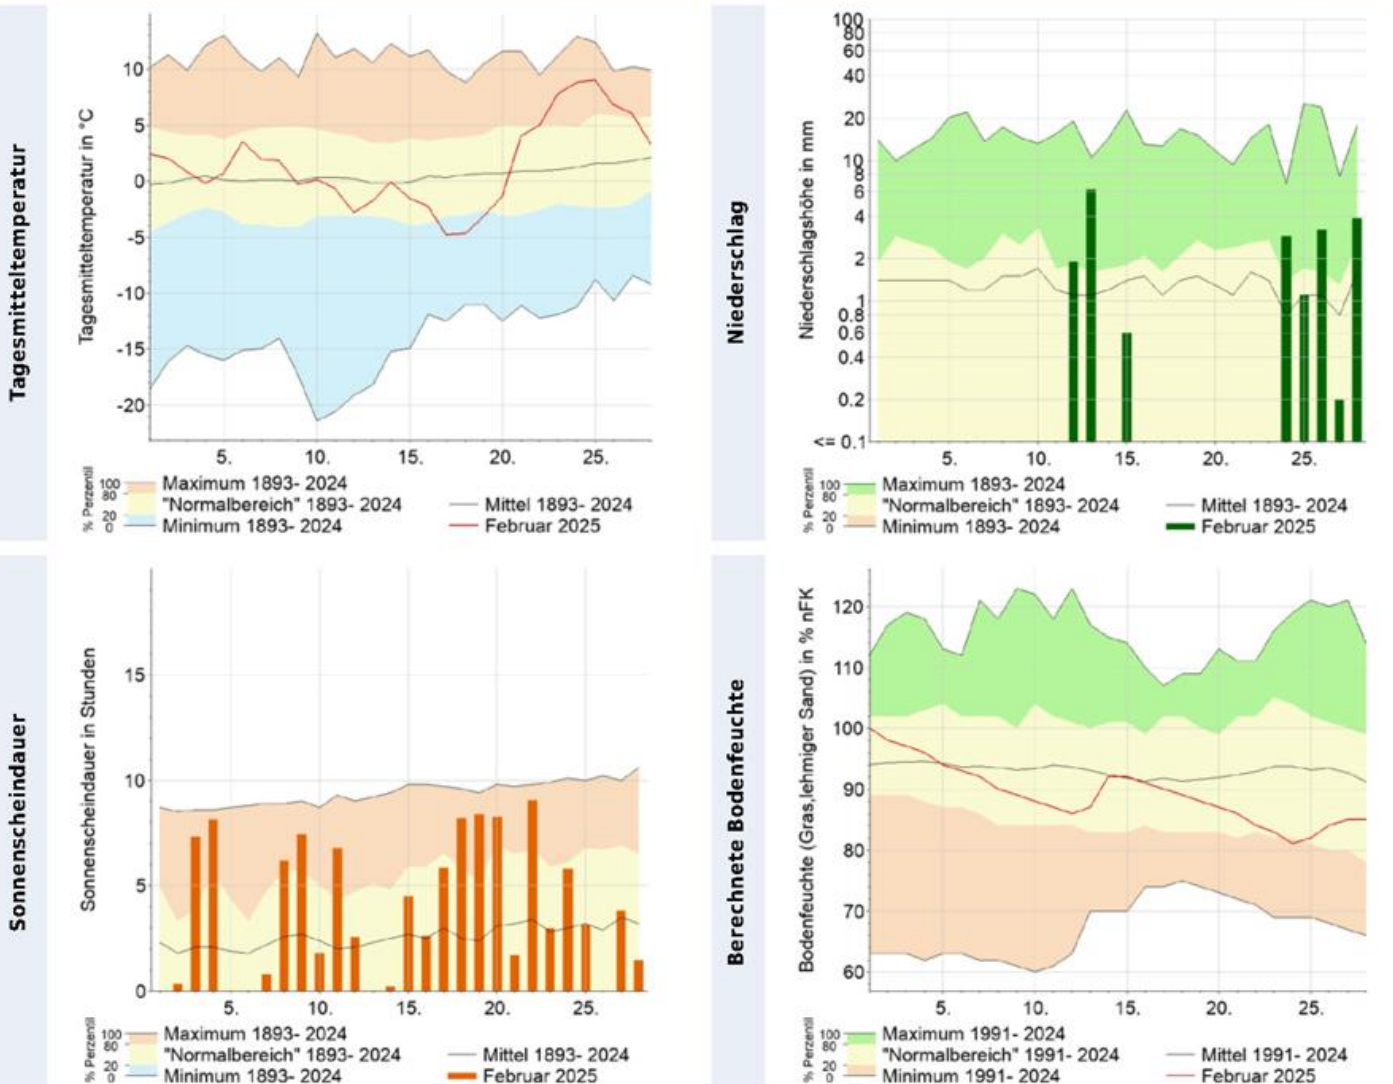 Tagesmitteltemperatur
Tagesmitteltemperatur in °C
10
5
0
-5
-10
-15
-20
5. 10. 15. 20. 25.
% Perzentil
100
80
20
0
Maximum 1893- 2024
"Normalbereich" 1893- 2024
Minimum 1893- 2024
Mittel 1893- 2024
Februar 2025
Niederschlag
Niederschlagshöhe in mm
100
80
60
40
20
10
8
6
4
2
1
0.8
0.6
0.4
0.2
<= 0.1
5. 10. 15. 20. 25.
% Perzentil
100
80
20
0
Maximum 1893- 2024
"Normalbereich" 1893- 2024
Minimum 1893- 2024
Mittel 1893- 2024
Februar 2025
Sonnenscheindauer
Sonnenscheindauer in Stunden
15
10
5
0
5. 10. 15. 20. 25.
% Perzentil
100
80
20
0
Maximum 1893- 2024
"Normalbereich" 1893- 2024
Minimum 1893- 2024
Mittel 1893- 2024
Februar 2025
Berechnete Bodenfeuchte
Bodenfeuchte (Gras,lehmiger Sand) in % nFK
120
110
100
90
80
70
60
5. 10. 15. 20. 25.
% Perzentil
100
80
20
0
Maximum 1991- 2024
"Normalbereich" 1991- 2024
Minimum 1991- 2024
Mittel 1991- 2024
Februar 2025